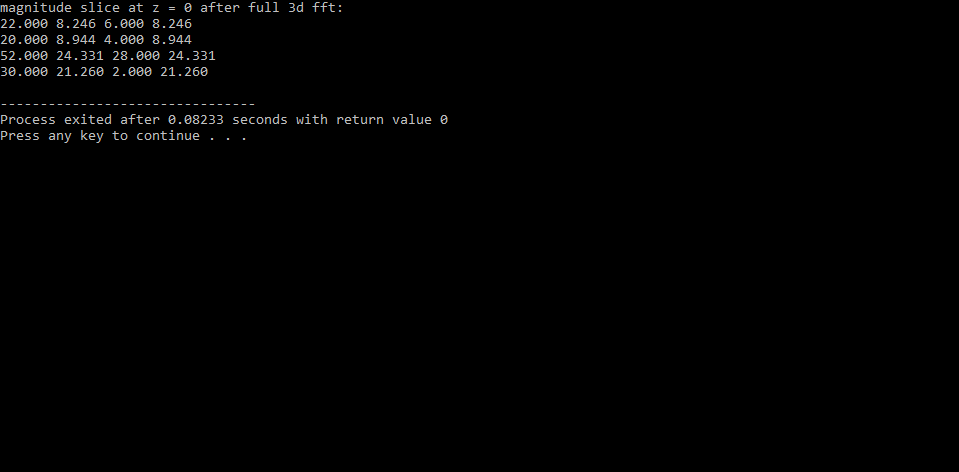 magnitude slice at z = 0 after full 3d fft:
22.000 8.246 6.000 8.246
20.000 8.944 4.000 8.944
52.000 24.331 28.000 24.331
30.000 21.260 2.000 21.260
--------------------------------
Process exited after 0.08233 seconds with return value 0
Press any key to continue . . .